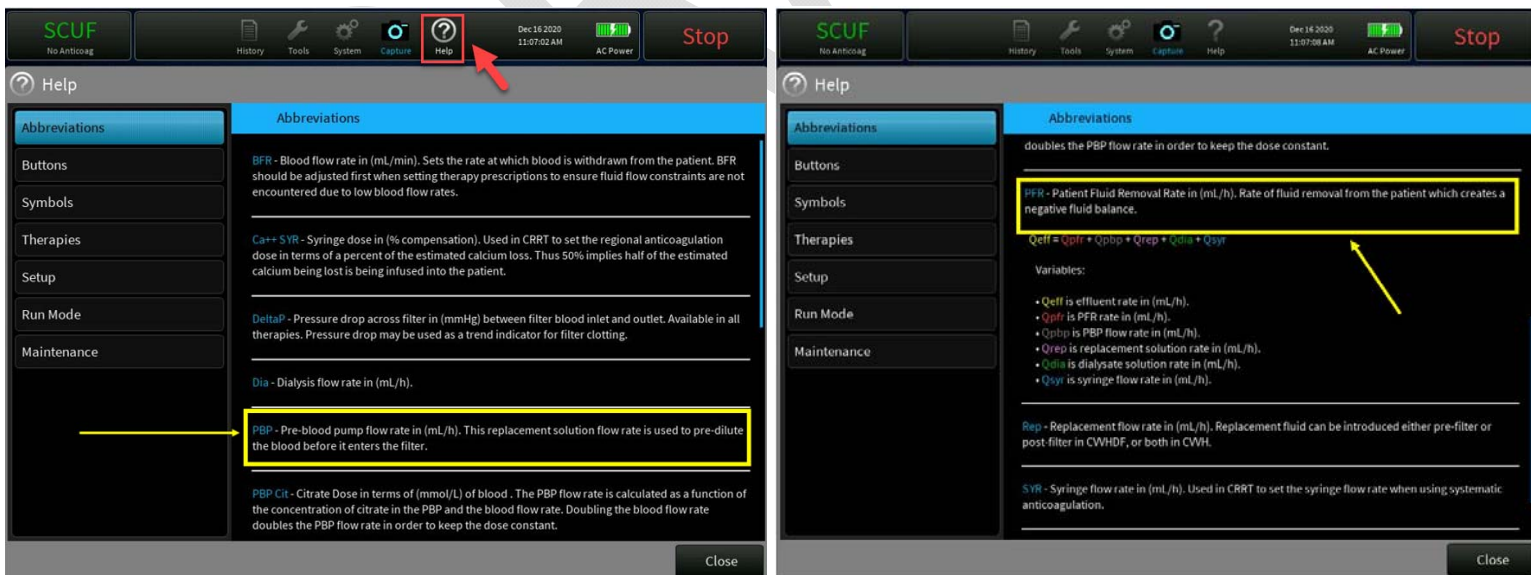 SCUF
No Anticoag
History Tools System Capture Help
Dec 16 2020
11:07:02 AM
AC Power
Stop
Help
Abbreviations
Buttons
Symbols
Therapies
Setup
Run Mode
Maintenance
Abbreviations
BFR - Blood flow rate in (mL/min). Sets the rate at which blood is withdrawn from the patient. BFR
should be adjusted first when setting therapy prescriptions to ensure fluid flow constraints are not
encountered due to low blood flow rates.
Ca++ SYR - Syringe dose in (% compensation). Used in CRRT to set the regional anticoagulation
dose in terms of a percent of the estimated calcium loss. Thus 50% implies half of the estimated
calcium being lost is being infused into the patient.
DeltaP - Pressure drop across filter in (mmHg) between filter blood inlet and outlet. Available in all
therapies. Pressure drop may be used as a trend indicator for filter clotting.
Dia - Dialysis flow rate in (mL/h).
PBP - Pre-blood pump flow rate in (mL/h). This replacement solution flow rate is used to pre-dilute
the blood before it enters the filter.
PBP Cit - Citrate Dose in terms of (mmol/L) of blood . The PBP flow rate is calculated as a function of
the concentration of citrate in the PBP and the blood flow rate. Doubling the blood flow rate
doubles the PBP flow rate in order to keep the dose constant.
Close
SCUF
No Anticoag
History Tools System Capture Help
Dec 16 2020
11:07:08 AM
AC Power
Stop
Help
Abbreviations
Buttons
Symbols
Therapies
Setup
Run Mode
Maintenance
Abbreviations
doubles the PBP flow rate in order to keep the dose constant.
PFR - Patient Fluid Removal Rate in (mL/h). Rate of fluid removal from the patient which creates a
negative fluid balance.
Qeff = Qpfr + Qpbp + Qrep + Qdia + Qsyr
Variables:
• Qeff is effluent rate in (mL/h).
• Qpfr is PFR rate in (mL/h).
• Qpbp is PBP flow rate in (mL/h).
• Qrep is replacement solution rate in (mL/h).
• Qdia is dialysate solution rate in (mL/h).
• Qsyr is syringe flow rate in (mL/h).
Rep - Replacement flow rate in (mL/h). Replacement fluid can be introduced either pre-filter or
post-filter in CVVHDF, or both in CVVH.
SYR - Syringe flow rate in (mL/h). Used in CRRT to set the syringe flow rate when using systematic
anticoagulation.
Close